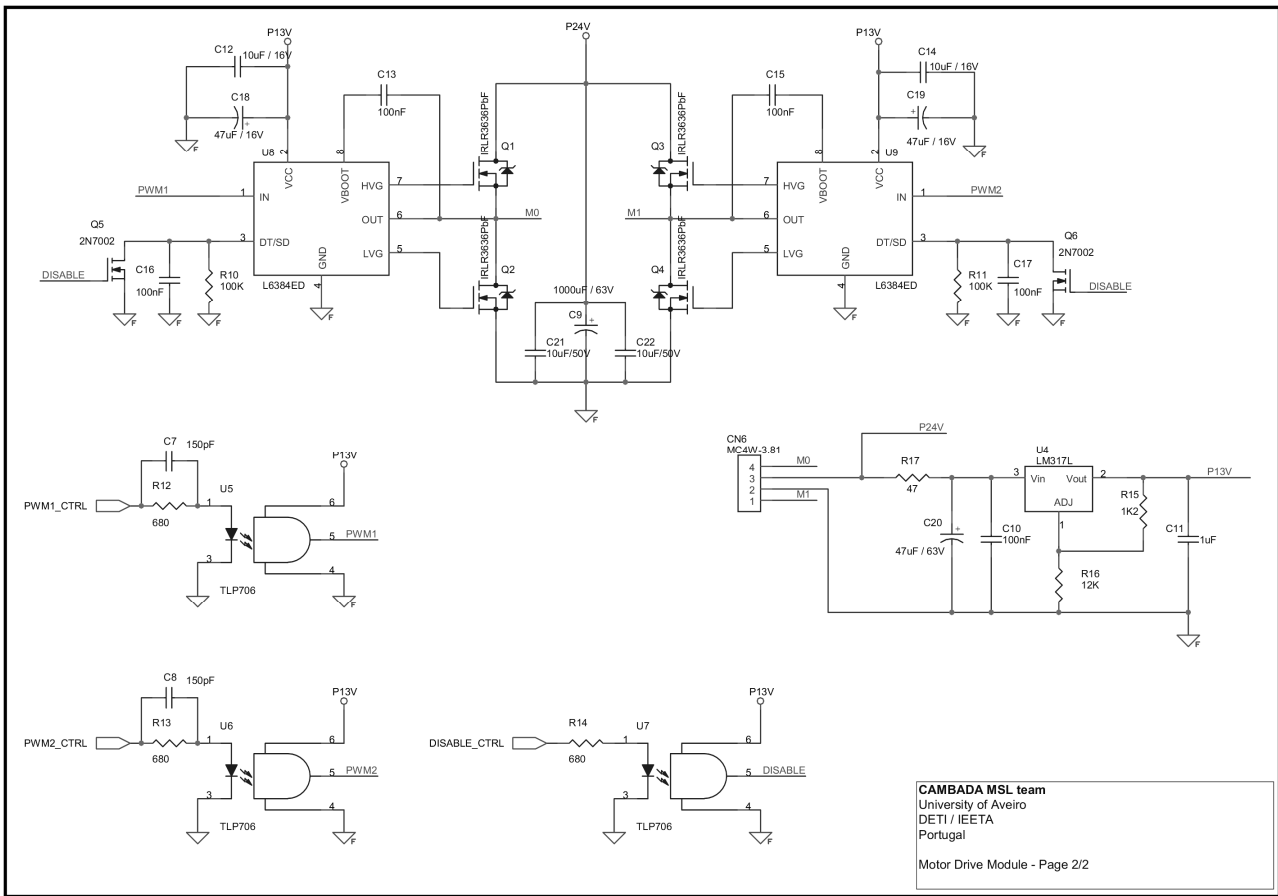 P13V
C12
10uF / 16V
C18
47uF / 16V
F
U8
2
VCC
8
VBOOT
C13
100nF
PWM1
1
IN
HVG
7
OUT
6
LVG
5
DT/SD
3
GND
4
L6384ED
F
Q5
2N7002
DISABLE
F
C16
100nF
F
R10
100K
F
P24V
IRLR3636PbF
Q1
M0
IRLR3636PbF
Q2
IRLR3636PbF
Q3
M1
IRLR3636PbF
Q4
1000uF / 63V
C9
+
C21
10uF/50V
C22
10uF/50V
F
C15
100nF
P13V
C14
10uF / 16V
C19
+
47uF / 16V
F
U9
8
VBOOT
2
VCC
7
HVG
6
OUT
5
LVG
IN
1
PWM2
DT/SD
3
GND
4
L6384ED
F
R11
100K
F
C17
100nF
F
Q6
2N7002
DISABLE
F
C7
150pF
R12
680
PWM1_CTRL
1
U5
3
TLP706
P13V
6
5
PWM1
4
F
CN6
MC4W-3.81
4
3
2
1
M0
M1
P24V
R17
47
C20
+
47uF / 63V
C10
100nF
U4
LM317L
3
Vin
Vout
2
ADJ
1
P13V
R15
1K2
R16
12K
C11
1uF
F
C8
150pF
R13
680
PWM2_CTRL
1
U6
3
TLP706
P13V
6
5
PWM2
4
F
DISABLE_CTRL
R14
680
1
U7
3
TLP706
P13V
6
5
DISABLE
4
F
CAMBADA MSL team
University of Aveiro
DETI / IEETA
Portugal
Motor Drive Module - Page 2/2